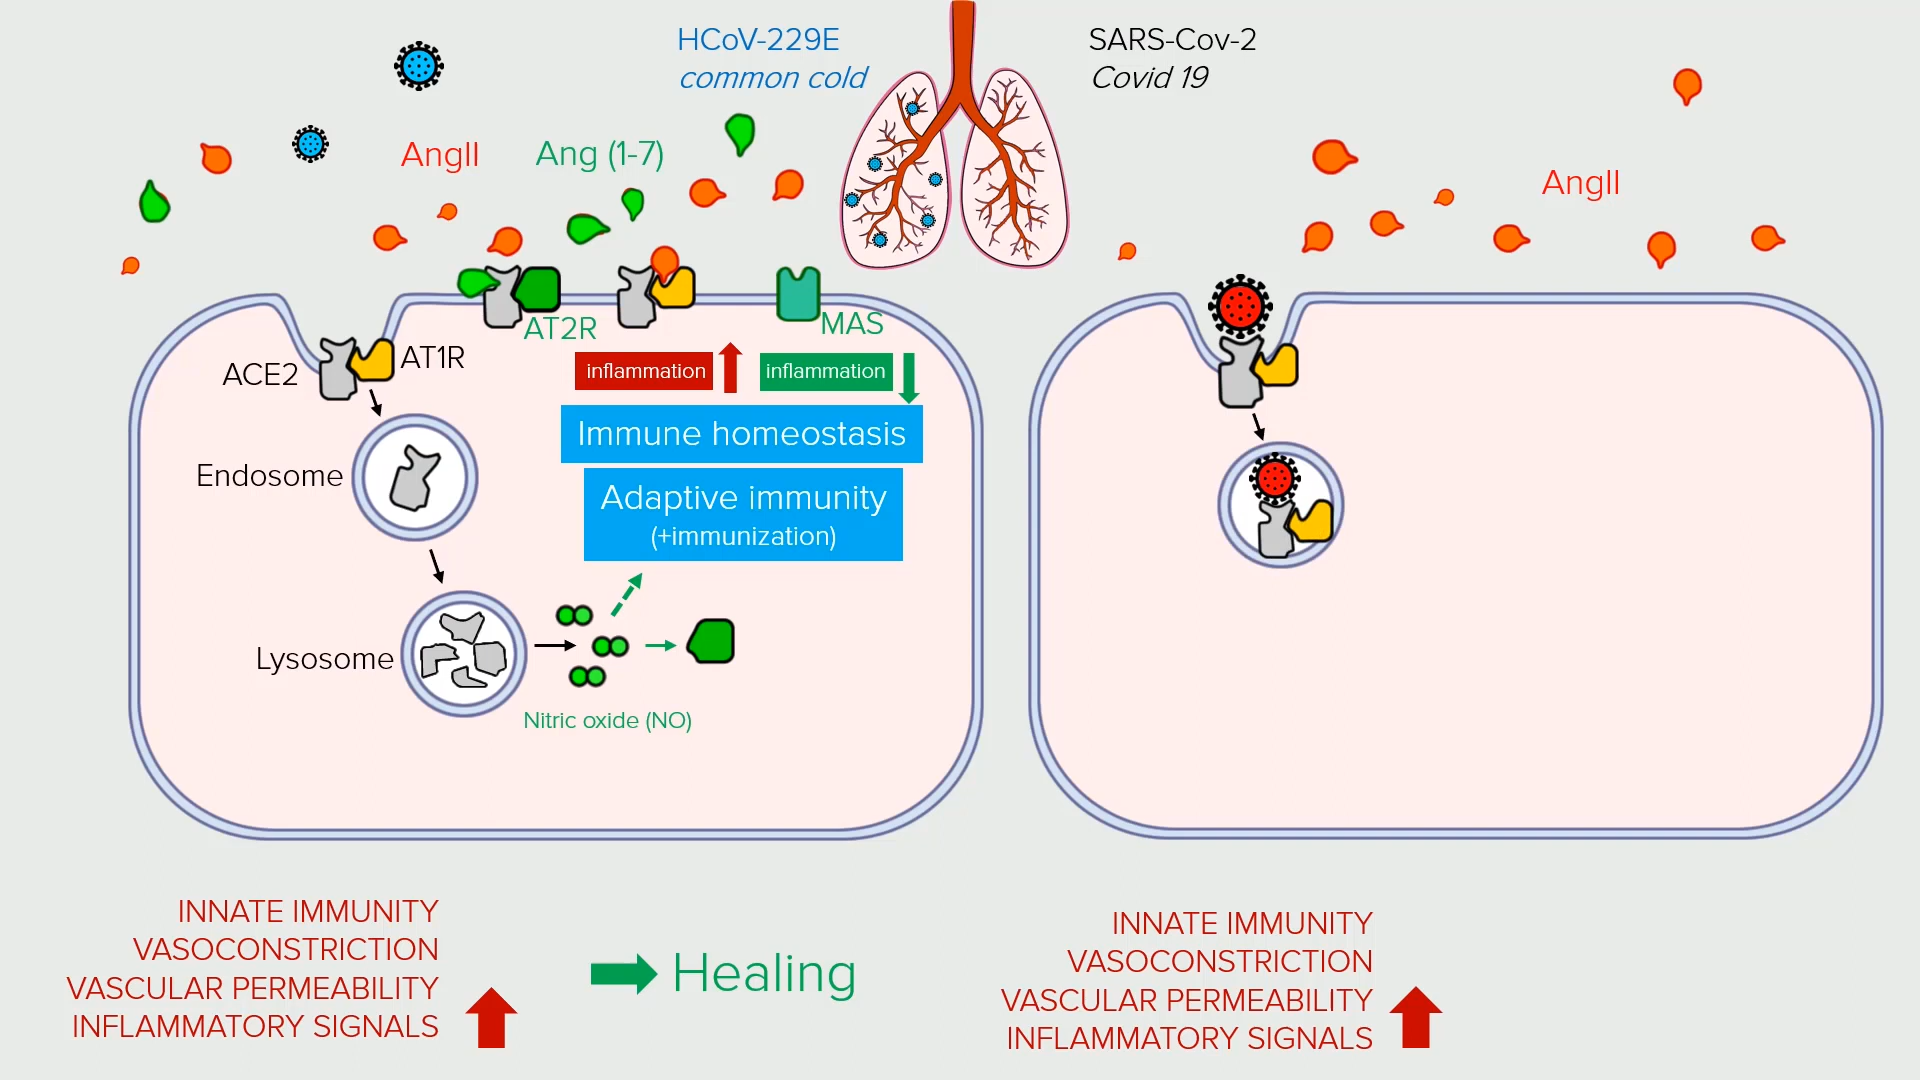 HCoV-229E
common cold
SARS-Cov-2
Covid 19
AngII
Ang (1-7)
AngII
AT2R
MAS
ACE2
AT1R
inflammation
inflammation
Immune homeostasis
Endosome
Adaptive immunity
(+immunization)
Lysosome
Nitric oxide (NO)
INNATE IMMUNITY
VASOCONSTRICTION
VASCULAR PERMEABILITY
INFLAMMATORY SIGNALS
Healing
INNATE IMMUNITY
VASOCONSTRICTION
VASCULAR PERMEABILITY
INFLAMMATORY SIGNALS